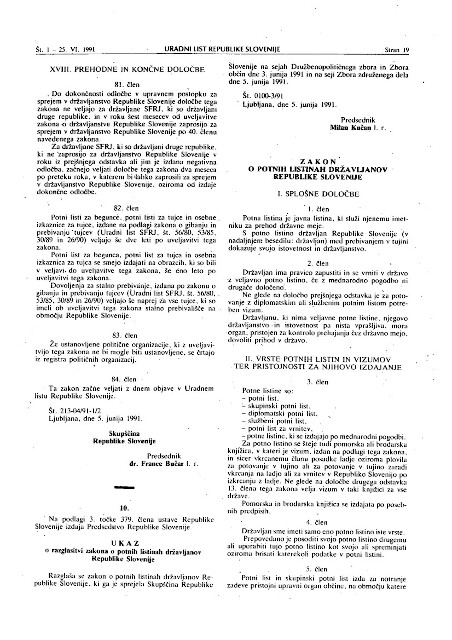 Št. 1 – 25. VI. 1991
URADNI LIST REPUBLIKE SLOVENIJE
Stran 19
XVIII. PREHODNE IN KONČNE DOLOČBE
81. člen
Do dokončnosti odločbe v upravnem postopku za
sprejem v državljanstvo Republike Slovenije določbe tega
zakona ne veljajo za državljane SFRJ, ki so državljani
druge republike, in v roku šest mesecev od uveljavitve
zakona o državljanstvu Republike Slovenije zaprosijo za
sprejem v državljanstvo Republike Slovenije po 40. členu
navedenega zakona.
Za državljane SFRJ, ki so državljani druge republike,
ki ne zaprosijo za državljanstvo Republike Slovenije v
roku iz prejšnjega odstavka ali jim je izdana negativna
odločba, začnejo veljati določbe tega zakona dva meseca
po preteku roka, v katerem bi lahko zaprosili za sprejem
v državljanstvo Republike Slovenije, oziroma od izdaje
dokončne odločbe.
82. člen
Potni listi za begunce, potni listi za tujce in osebne
izkaznice za tujce, izdane na podlagi zakona o gibanju in
prebivanju tujcev (Uradni list SFRJ, št. 56/80, 53/85,
30/89 in 26/90) veljajo še dve leti po uveljavitvi tega
zakona.
Potni list za begunce, potni list za tujca in osebna
izkaznica za tujca se smejo izdajati na obrazcih, ki so bili
v veljavi do uveljavitve tega zakona, še eno leto po
uveljavitvi tega zakona.
Dovoljenja za stalno prebivanje, izdana po zakonu o
gibanju in prebivanju tujcev (Uradni list SFRJ, št. 56/80,
53/85, 30/89 in 26/90) veljajo še naprej za vse tujce, ki so
imeli ob uveljavitvi tega zakona stalno prebivališče na
območju Republike Slovenije.
83. člen
Že ustanovljene politične organizacije, ki z uveljavi-
tvijo tega zakona ne bi mogle biti ustanovljene, se črtajo
iz registra političnih organizacij.
84. člen
Ta zakon začne veljati z dnem objave v Uradnem
listu Republike Slovenije.
Št. 213-04/91-1/2
Ljubljana, dne 5. junija 1991.
Skupščina
Republike Slovenije
Predsednik
dr. France Bučar l. r.
10.
Na podlagi 3. točke 379. člena ustave Republike
Slovenije izdaja Predsedstvo Republike Slovenije
UKAZ
o razglasitvi zakona o potnih listinah državljanov
Republike Slovenije
Razglaša se zakon o potnih listinah državljanov Re-
publike Slovenije, ki ga je sprejela Skupščina Republike
Slovenije na sejah Družbenopolitičnega zbora in Zbora
občin dne 3. junija 1991 in na seji Zbora združenega dela
dne 5. junija 1991.
Št. 0100-3/91
Ljubljana, dne 5. junija 1991.
Predsednik
Milan Kučan l. r.
ZAKON
O POTNIH LISTINAH DRŽAVLJANOV
REPUBLIKE SLOVENIJE
I. SPLOŠNE DOLOČBE
1. člen
Potna listina je javna listina, ki služi njenemu imet-
niku za prehod državne meje.
S potno listino državljan Republike Slovenije (v
nadaljnjem besedilu: državljan) med prebivanjem v tujini
dokazuje svojo istovetnost in državljanstvo.
2. člen
Državljan ima pravico zapustiti in se vrniti v državo
z veljavno potno listino, če z mednarodno pogodbo ni
drugače določeno.
Ne glede na določbo prejšnjega odstavka je za poto-
vanje z diplomatskim ali službenim potnim listom potre-
ben vizum.
Državljanu, ki nima veljavne potne listine, njegovo
državljanstvo in istovetnost pa nista vprašljiva, mora
organ, pristojen za kontrolo prehajanja čez državno mejo,
dovoliti prihod v državo.
II. VRSTE POTNIH LISTIN IN VIZUMOV
TER PRISTOJNOSTI ZA NJIHOVO IZDAJANJE
3. člen
Potne listine so:
– potni list,
– skupinski potni list,
– diplomatski potni list,
– službeni potni list,
– potni list za vrnitev,
– potne listine, ki se izdajajo po mednarodni pogodbi.
Za potno listino se šteje tudi pomorska ali brodarska
knjižica, v kateri je vizum, izdan na podlagi tega zakona,
in sicer vkrcanemu članu posadke ladje oziroma plovila
za potovanje v tujino ali za potovanje v tujino zaradi
vkrcanja na ladjo ali za vrnitev v Republiko Slovenijo po
izkrcanju z ladje. Ne glede na določbe drugega odstavka
13. člena tega zakona velja vizum v taki knjižici za vse
države.
Pomorska in brodarska knjižica se izdajata po poseb-
nih predpisih.
4. člen
Državljan sme imeti samo eno potno listino iste vrste.
Prepovedano je posoditi svojo potno listino drugemu
ali uporabiti tujo potno listino kot svojo ali spreminjati
oziroma brisati katerekoli podatke v potni listini.
5. člen
Potni list in skupinski potni list izda za notranje
zadeve pristojni upravni organ občine, na območju katere